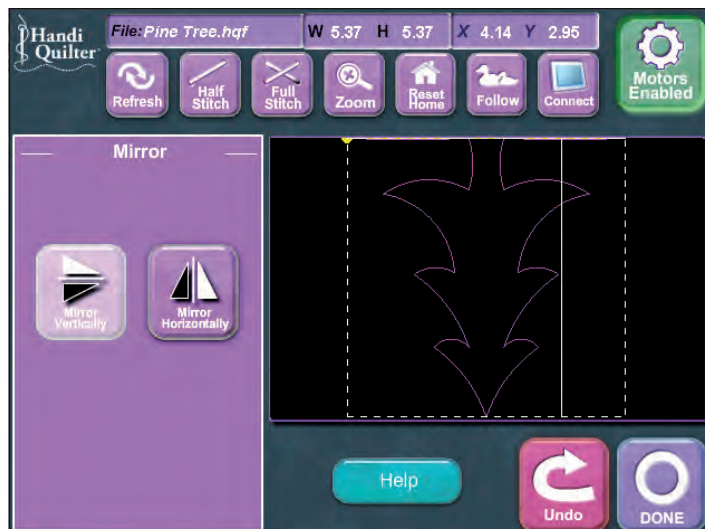 Handi
Quilter
File: Pine Tree.hqf W 5.37 H 5.37 X 4.14 Y 2.95
Refresh
Half
Stitch
Full
Stitch
Zoom
Reset
Home
Follow
Connect
Motors
Enabled
Mirror
Mirror
Vertically
Mirror
Horizontally
Help
Undo
DONE